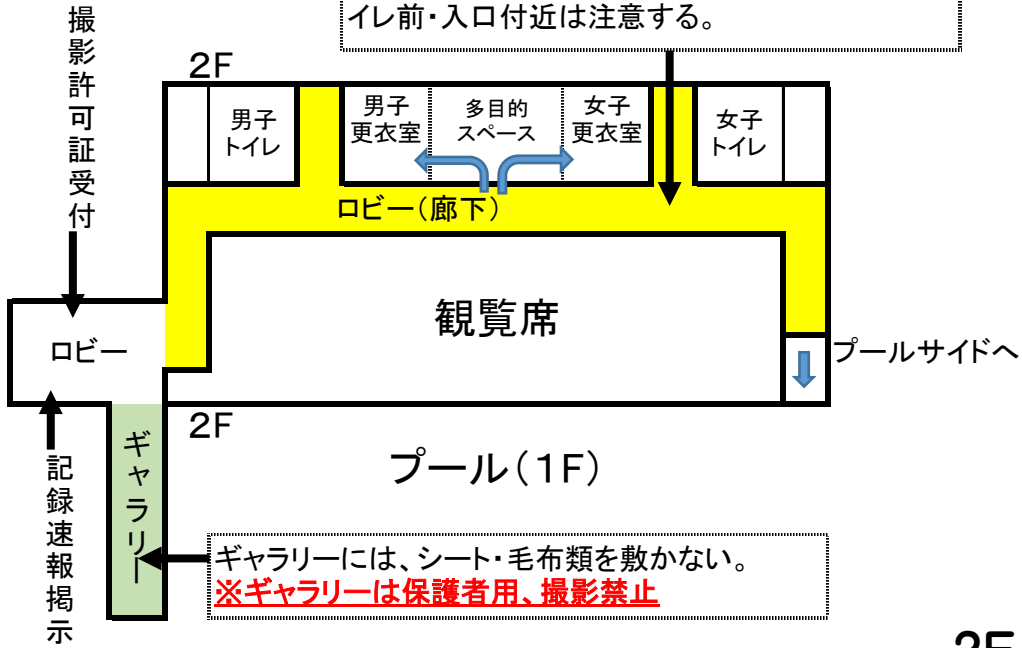 イレ前・入口付近は注意する。
撮影許可証受付
2F
男子
トイレ
男子
更衣室
多目的
スペース
女子
更衣室
女子
トイレ
ロビー(廊下)
観覧席
ロビー
プールサイドへ
2F
プール(1F)
ギャラリー
記録速報掲示
ギャラリーには、シート・毛布類を敷かない。
※ギャラリーは保護者用、撮影禁止